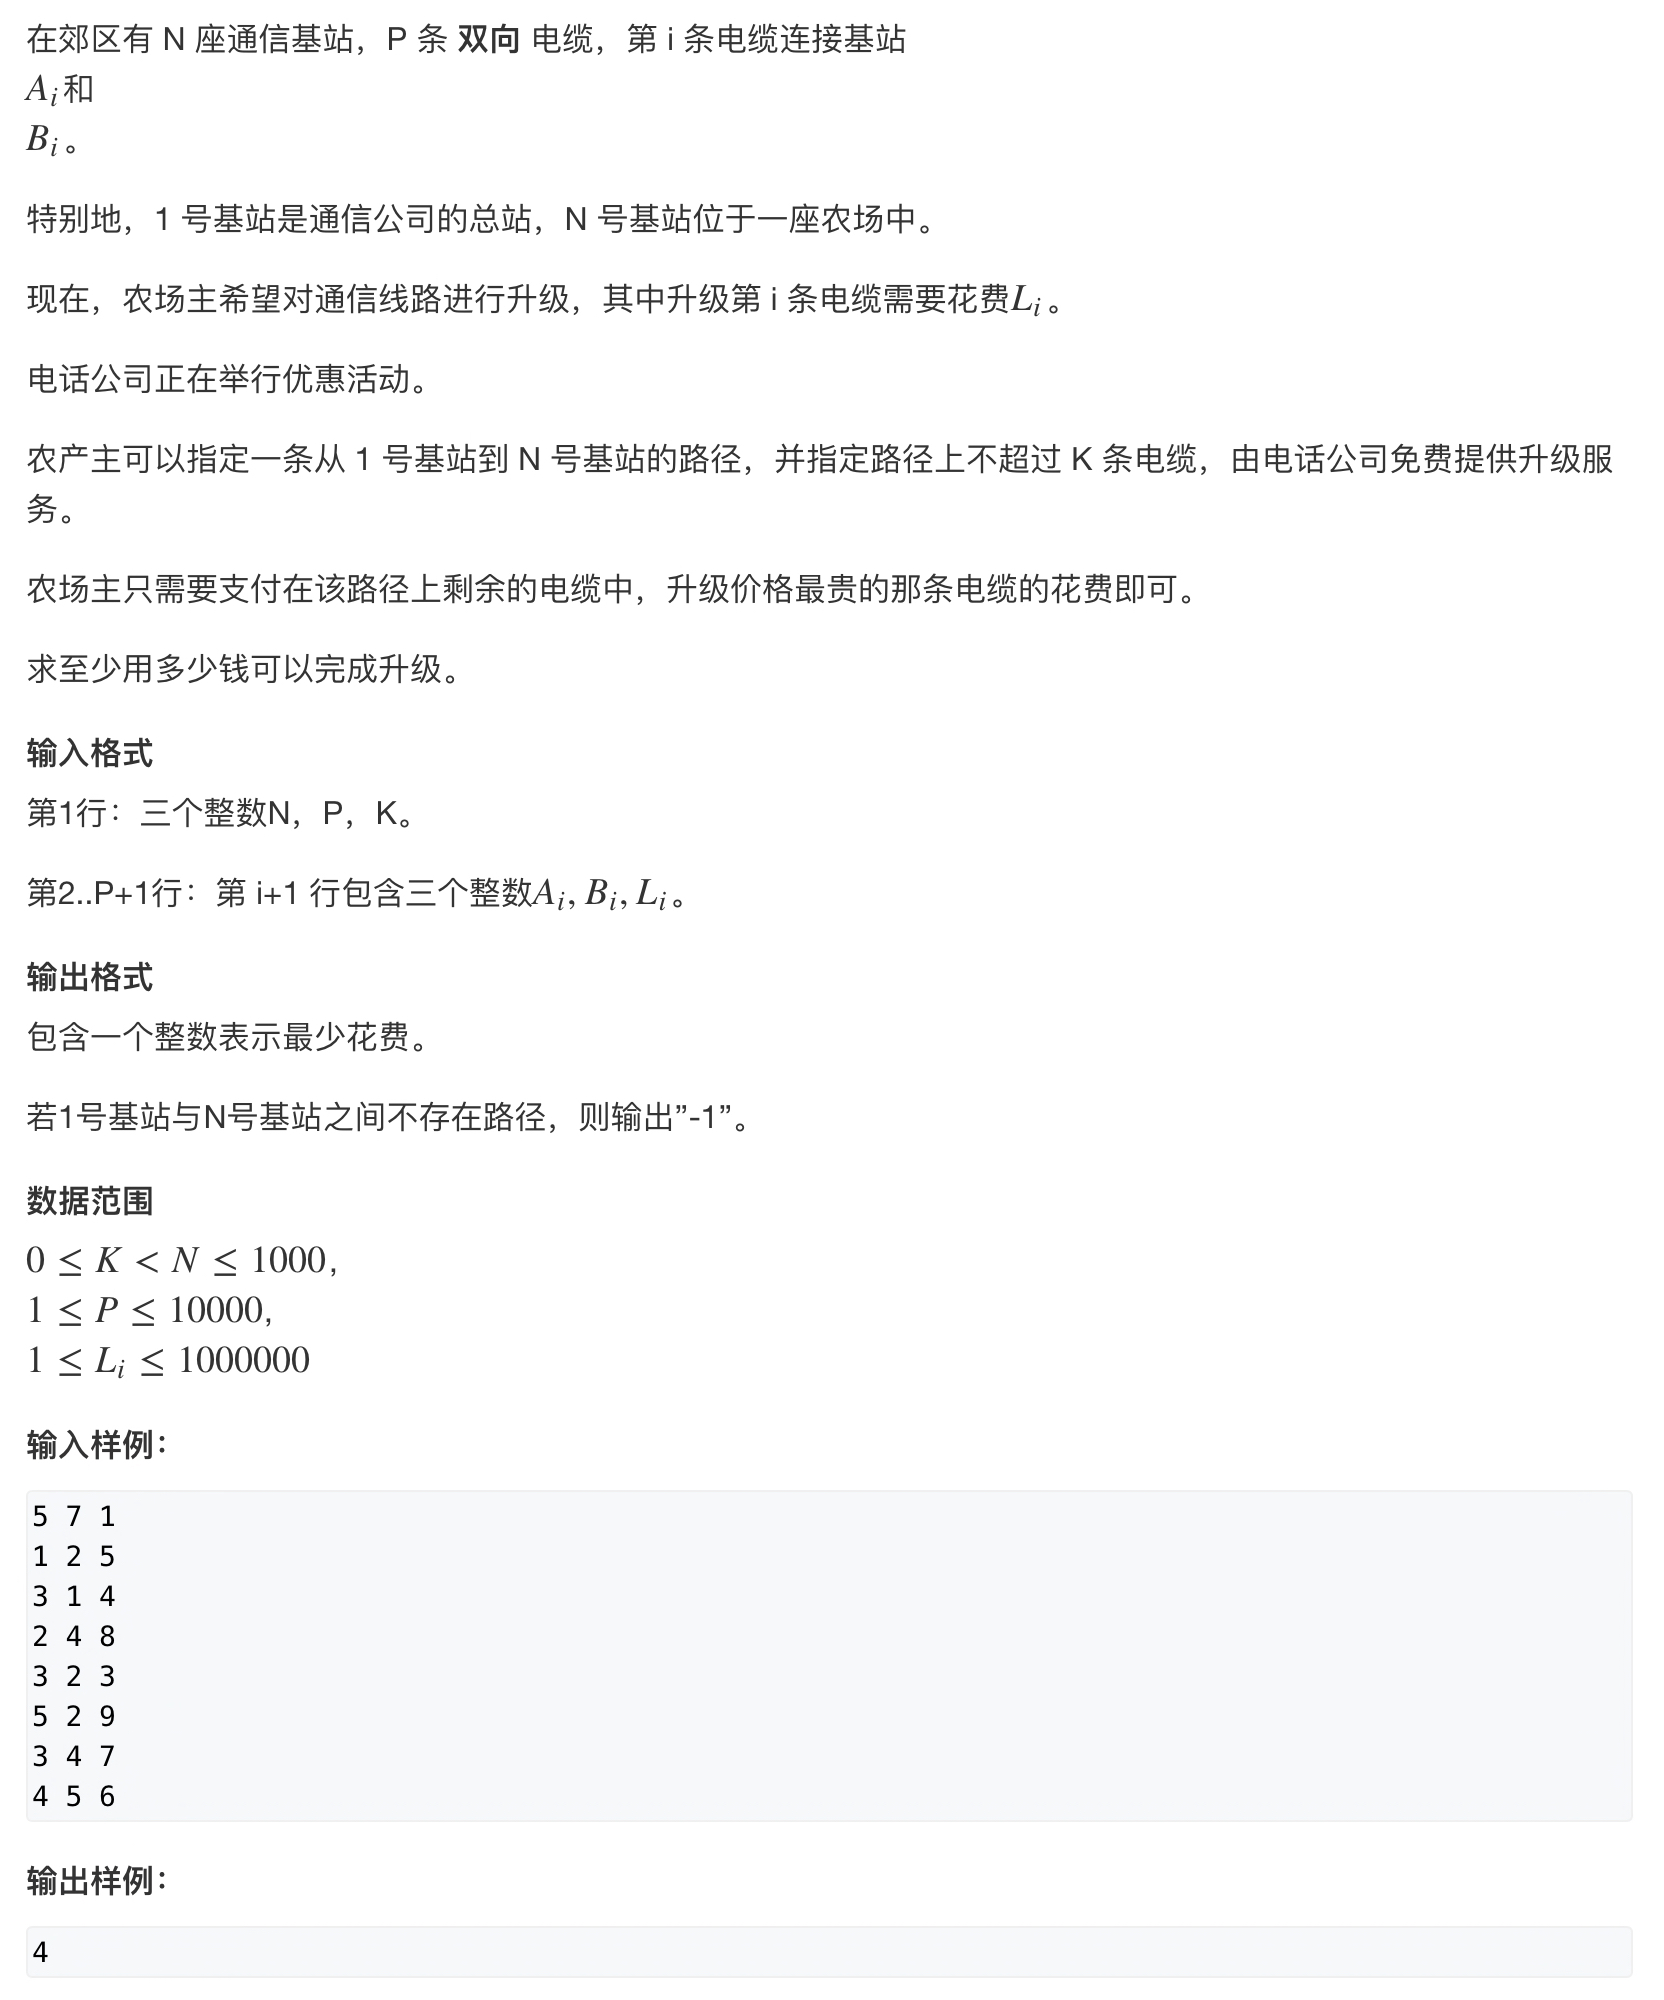 在郊区有 N 座通信基站，P 条 双向 电缆，第 i 条电缆连接基站
A_i和
B_i。
特别地，1 号基站是通信公司的总站，N 号基站位于一座农场中。
现在，农场主希望对通信线路进行升级，其中升级第 i 条电缆需要花费L_i。
电话公司正在举行优惠活动。
农产主可以指定一条从 1 号基站到 N 号基站的路径，并指定路径上不超过 K 条电缆，由电话公司免费提供升级服
务。
农场主只需要支付在该路径上剩余的电缆中，升级价格最贵的那条电缆的花费即可。
求至少用多少钱可以完成升级。
输入格式
第1行：三个整数N，P，K。
第2..P+1行：第 i+1 行包含三个整数A_i, B_i, L_i。
输出格式
包含一个整数表示最少花费。
若1号基站与N号基站之间不存在路径，则输出”-1”。
数据范围
0 ≤ K < N ≤ 1000,
1 ≤ P ≤ 10000,
1 ≤ L_i ≤ 1000000
输入样例：
5 7 1
1 2 5
3 1 4
2 4 8
3 2 3
5 2 9
3 4 7
4 5 6
输出样例：
4